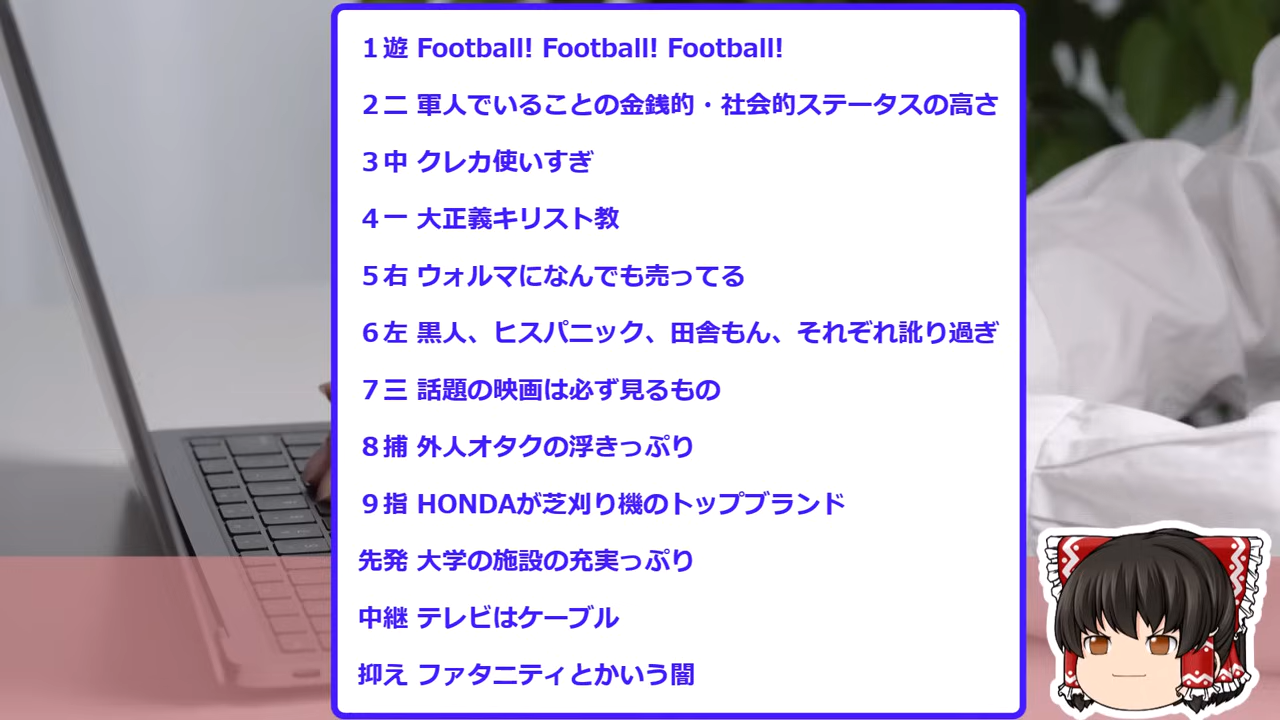 １遊 Football! Football! Football!
２二 軍人でいることの金銭的・社会的ステータスの高さ
３中 クレカ使いすぎ
４一 大正義キリスト教
５右 ウォルマになんでも売ってる
６左 黒人、ヒスパニック、田舎もん、それぞれ訛り過ぎ
７三 話題の映画は必ず見るもの
８捕 外人オタクの浮きっぷり
９指 HONDAが芝刈り機のトップブランド
先発 大学の施設の充実っぷり
中継 テレビはケーブル
抑え ファタニティとかいう闇